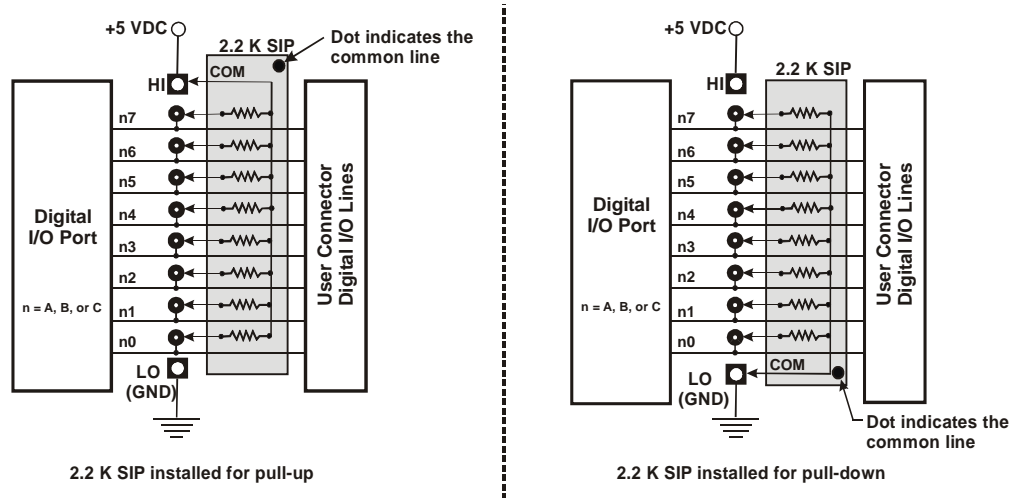 +5 VDC
2.2 K SIP
Dot indicates the
common line
COM
HI
n7
n6
n5
n4
n3
n2
n1
n0
Digital
I/O Port
n = A, B, or C
User Connector
Digital I/O Lines
LO
(GND)
2.2 K SIP installed for pull-up
+5 VDC
2.2 K SIP
HI
n7
n6
n5
n4
n3
n2
n1
n0
Digital
I/O Port
n = A, B, or C
User Connector
Digital I/O Lines
COM
LO
(GND)
Dot indicates the
common line
2.2 K SIP installed for pull-down